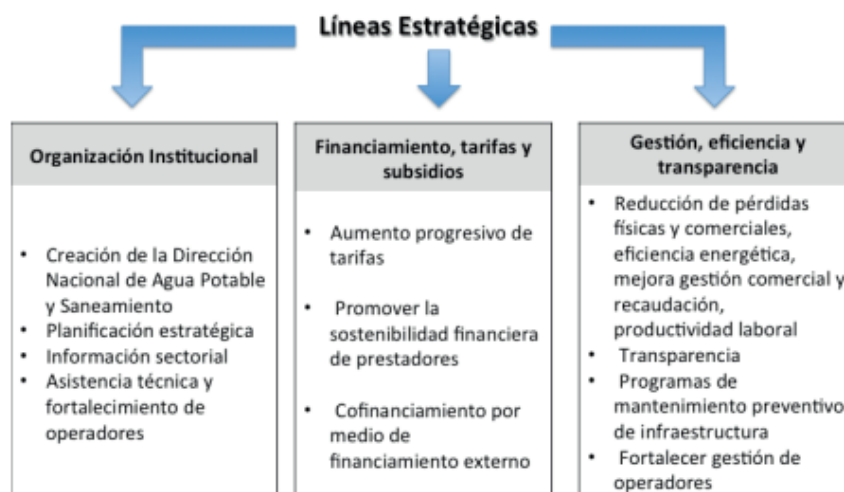 Líneas Estratégicas
Organización Institucional
• Creación de la Dirección
Nacional de Agua Potable
y Saneamiento
• Planificación estratégica
• Información sectorial
• Asistencia técnica y
fortalecimiento de
operadores
Financiamiento, tarifas y
subsidios
• Aumento progresivo de
tarifas
• Promover la
sostenibilidad financiera
de prestadores
• Cofinanciamiento por
medio de
financiamiento externo
Gestión, eficiencia y
transparencia
• Reducción de pérdidas
físicas y comerciales,
eficiencia energética,
mejora gestión comercial y
recaudación,
productividad laboral
• Transparencia
• Programas de
mantenimiento preventivo
de infraestructura
• Fortalecer gestión de
operadores